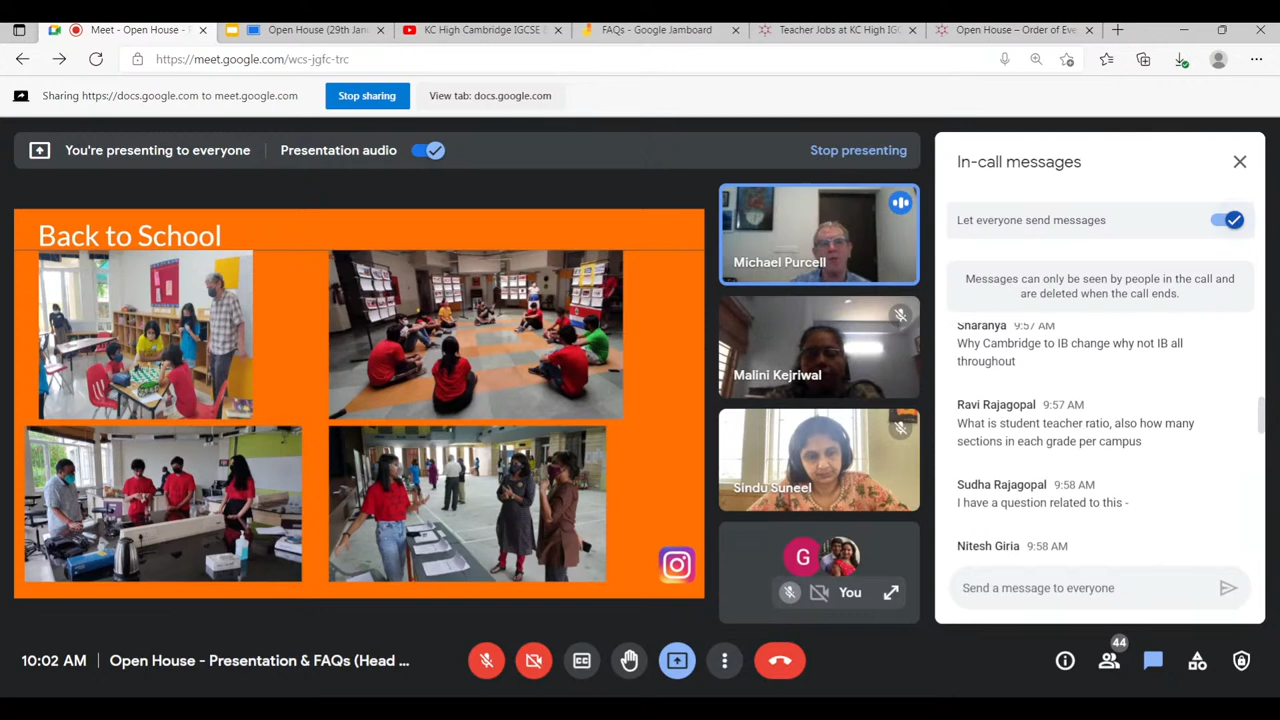 Meet - Open House - P
Open House (29th Jan
KC High Cambridge IGCSE
FAQs - Google Jamboard
Teacher Jobs at KC High IGC
Open House – Order of Eve
https://meet.google.com/wcs-jgfc-trc
Sharing https://docs.google.com to meet.google.com
Stop sharing
View tab: docs.google.com
You're presenting to everyone
Presentation audio
Stop presenting
Back to School
Michael Purcell
Malini Kejriwal
Sindu Suneel
G
You
In-call messages
Let everyone send messages
Messages can only be seen by people in the call and
are deleted when the call ends.
Sharanya 9:57 AM
Why Cambridge to IB change why not IB all
throughout
Ravi Rajagopal 9:57 AM
What is student teacher ratio, also how many
sections in each grade per campus
Sudha Rajagopal 9:58 AM
I have a question related to this -
Nitesh Giria 9:58 AM
Send a message to everyone
10:02 AM
Open House - Presentation & FAQs (Head ...
44